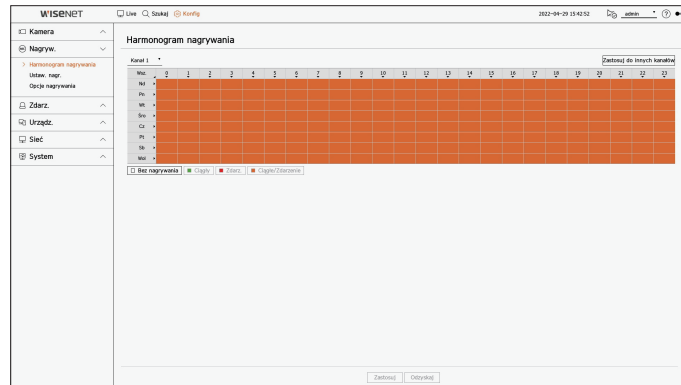 WISENET
Live Szukaj Konfig 2022-04-29 15:42:52 admin
Kamera
Nagryw.
Harmonogram nagrywania
Ustaw. nagr.
Opcje nagrywania
Zdarz.
Urządz.
Sieć
System
Harmonogram nagrywania
Kanał 1 Zastosuj do innych kanałów
Wsz. 0 1 2 3 4 5 6 7 8 9 10 11 12 13 14 15 16 17 18 19 20 21 22 23
Nd
Pn
Wt
Śro
Cz
Pt
Sb
Wol
Bez nagrywania Ciągły Zdarz. Ciągłe/Zdarzenie
Zastosuj Odzyskaj